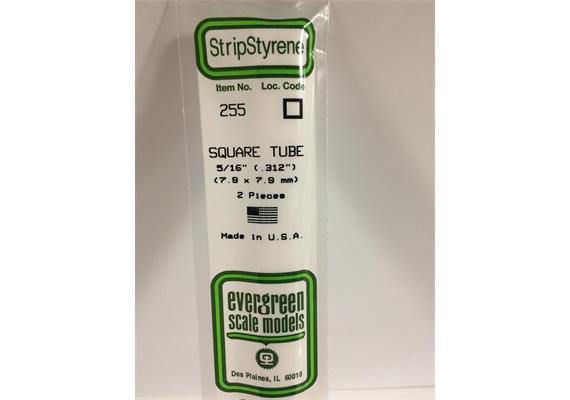 StripStyrene
Item No. Loc. Code
255
SQUARE TUBE
5/16" (.312")
(7.9 x 7.9 mm)
2 Pieces
Made in U.S.A.
evergreen
scale models
Des Plaines, IL 60018